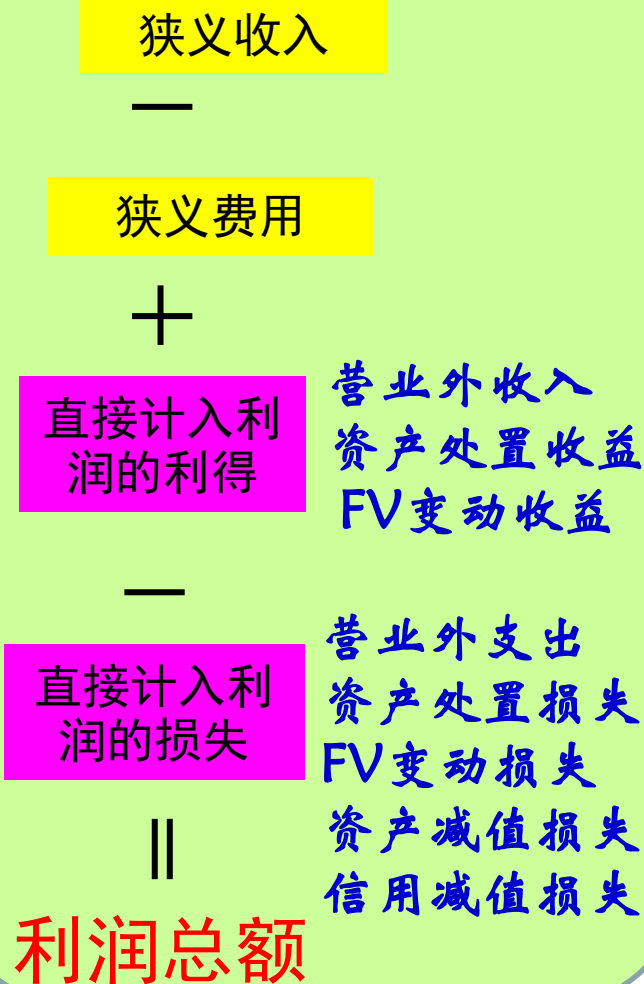 狭义收入
—
狭义费用
+
直接计入利
润的利得
营业外收入
资产处置收益
FV变动收益
—
直接计入利
润的损失
营业外支出
资产处置损失
FV变动损失
资产减值损失
信用减值损失
||
利润总额